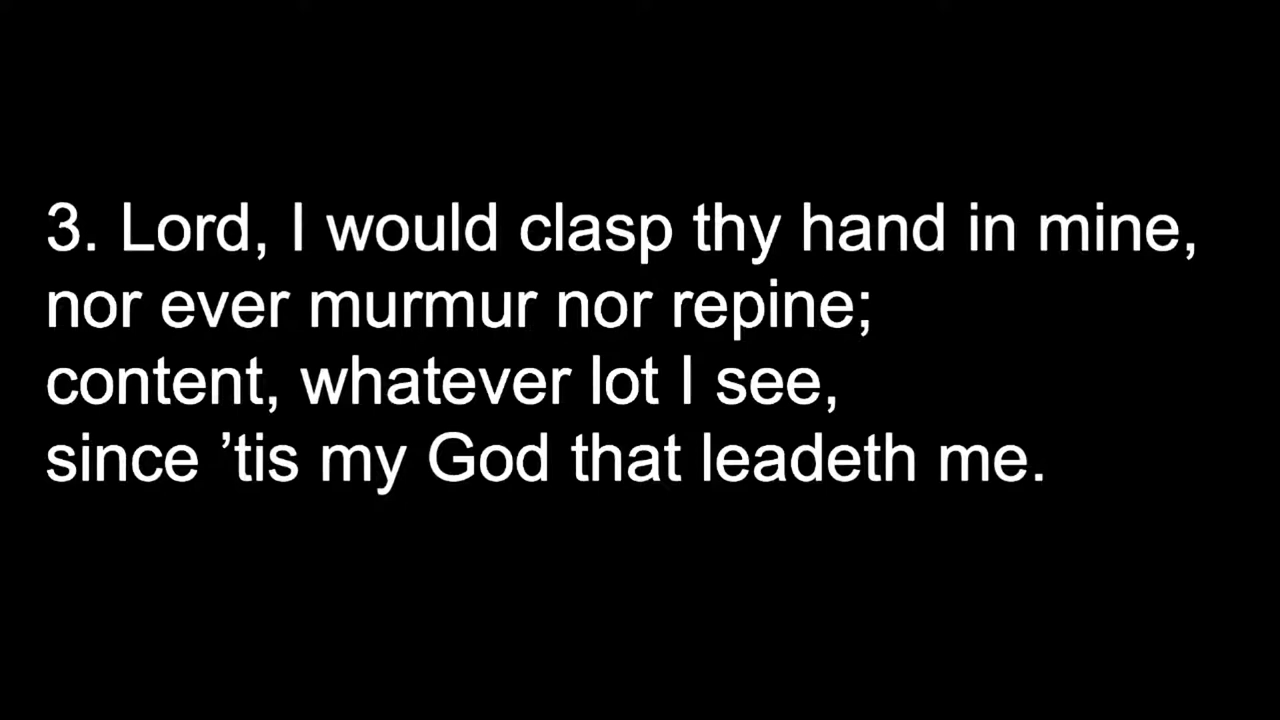 3. Lord, I would clasp thy hand in mine,
nor ever murmur nor repine;
content, whatever lot I see,
since ’tis my God that leadeth me.